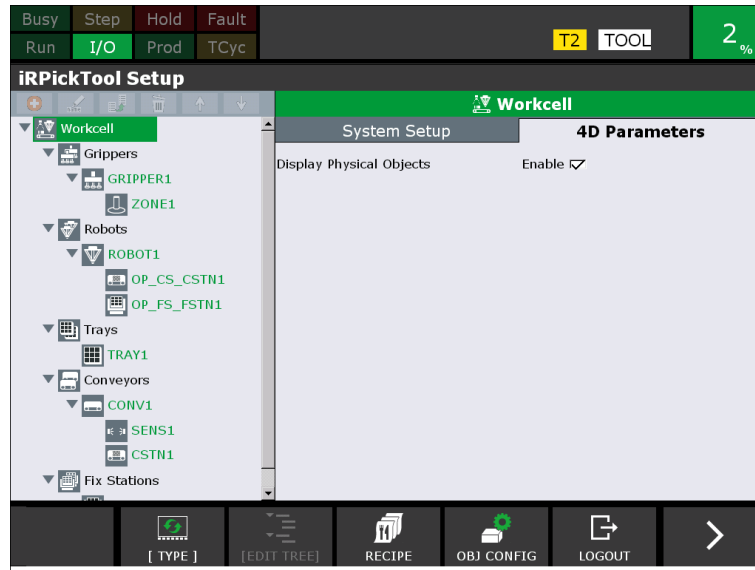 Busy Step Hold Fault
Run I/O Prod TCyc
T2 TOOL
2 %
iRPickTool Setup
Workcell
System Setup 4D Parameters
Display Physical Objects Enable
Workcell
Grippers
GRIPPER1
ZONE1
Robots
ROBOT1
OP_CS_CSTN1
OP_FS_FSTN1
Trays
TRAY1
Conveyors
CONV1
SENS1
CSTN1
Fix Stations
[ TYPE ] [EDIT TREE] RECIPE OBJ CONFIG LOGOUT